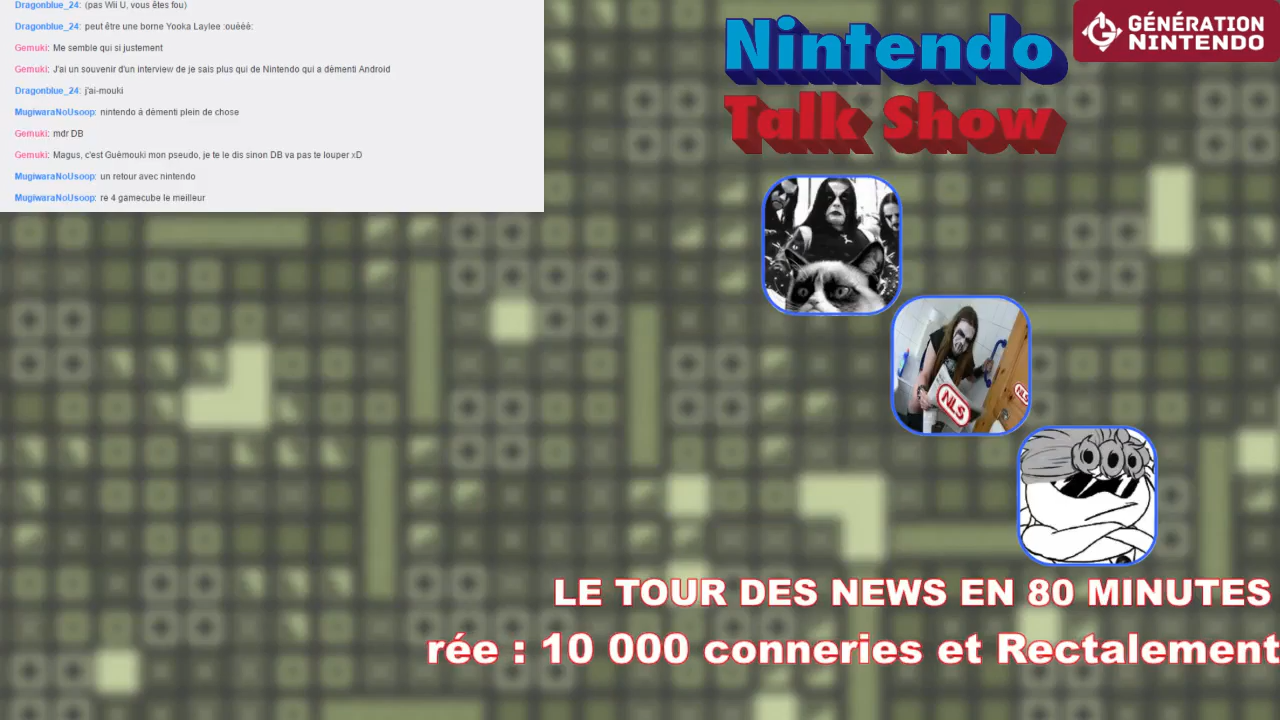 Dragonblue_24: (pas Wii U, vous êtes fou)
Dragonblue_24: peut être une borne Yooka Laylee :ouééé:
Gemuki: Me semble qui si justement
Gemuki: J'ai un souvenir d'un interview de je sais plus qui de Nintendo qui a démenti Android
Dragonblue_24: j'ai-mouki
MugiwaraNoUsoop: nintendo à démenti plein de chose
Gemuki: mdr DB
Gemuki: Magus, c'est Guémouki mon pseudo, je te le dis sinon DB va pas te louper xD
MugiwaraNoUsoop: un retour avec nintendo
MugiwaraNoUsoop: re 4 gamecube le meilleur
Nintendo
Talk Show
GÉNÉRATION
NINTENDO
NLS
LE TOUR DES NEWS EN 80 MINUTES
rée : 10 000 conneries et Rectalement